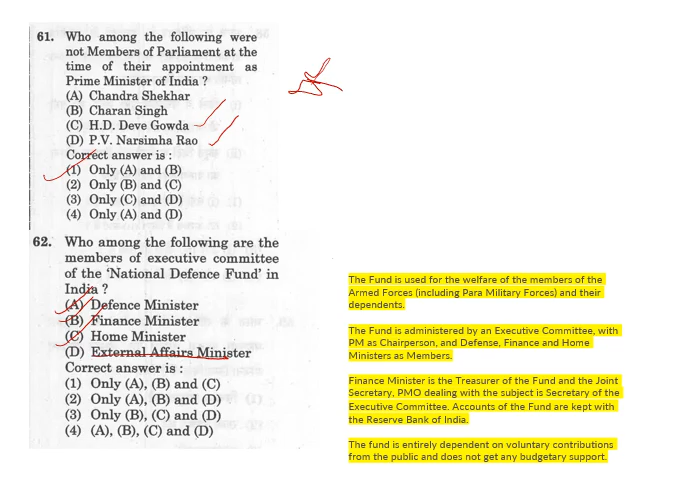 61. Who among the following were
not Members of Parliament at the
time of their appointment as
Prime Minister of India ?
(A) Chandra Shekhar
(B) Charan Singh
(C) H.D. Deve Gowda
(D) P.V. Narsimha Rao
Correct answer is :
(1) Only (A) and (B)
(2) Only (B) and (C)
(3) Only (C) and (D)
(4) Only (A) and (D)
62. Who among the following are the
members of executive committee
of the ‘National Defence Fund’ in
India ?
(A) Defence Minister
(B) Finance Minister
(C) Home Minister
(D) External Affairs Minister
Correct answer is :
(1) Only (A), (B) and (C)
(2) Only (A), (B) and (D)
(3) Only (B), (C) and (D)
(4) (A), (B), (C) and (D)
The Fund is used for the welfare of the members of the
Armed Forces (including Para Military Forces) and their
dependents.
The Fund is administered by an Executive Committee, with
PM as Chairperson, and Defense, Finance and Home
Ministers as Members.
Finance Minister is the Treasurer of the Fund and the Joint
Secretary, PMO dealing with the subject is Secretary of the
Executive Committee. Accounts of the Fund are kept with
the Reserve Bank of India.
The fund is entirely dependent on voluntary contributions
from the public and does not get any budgetary support.